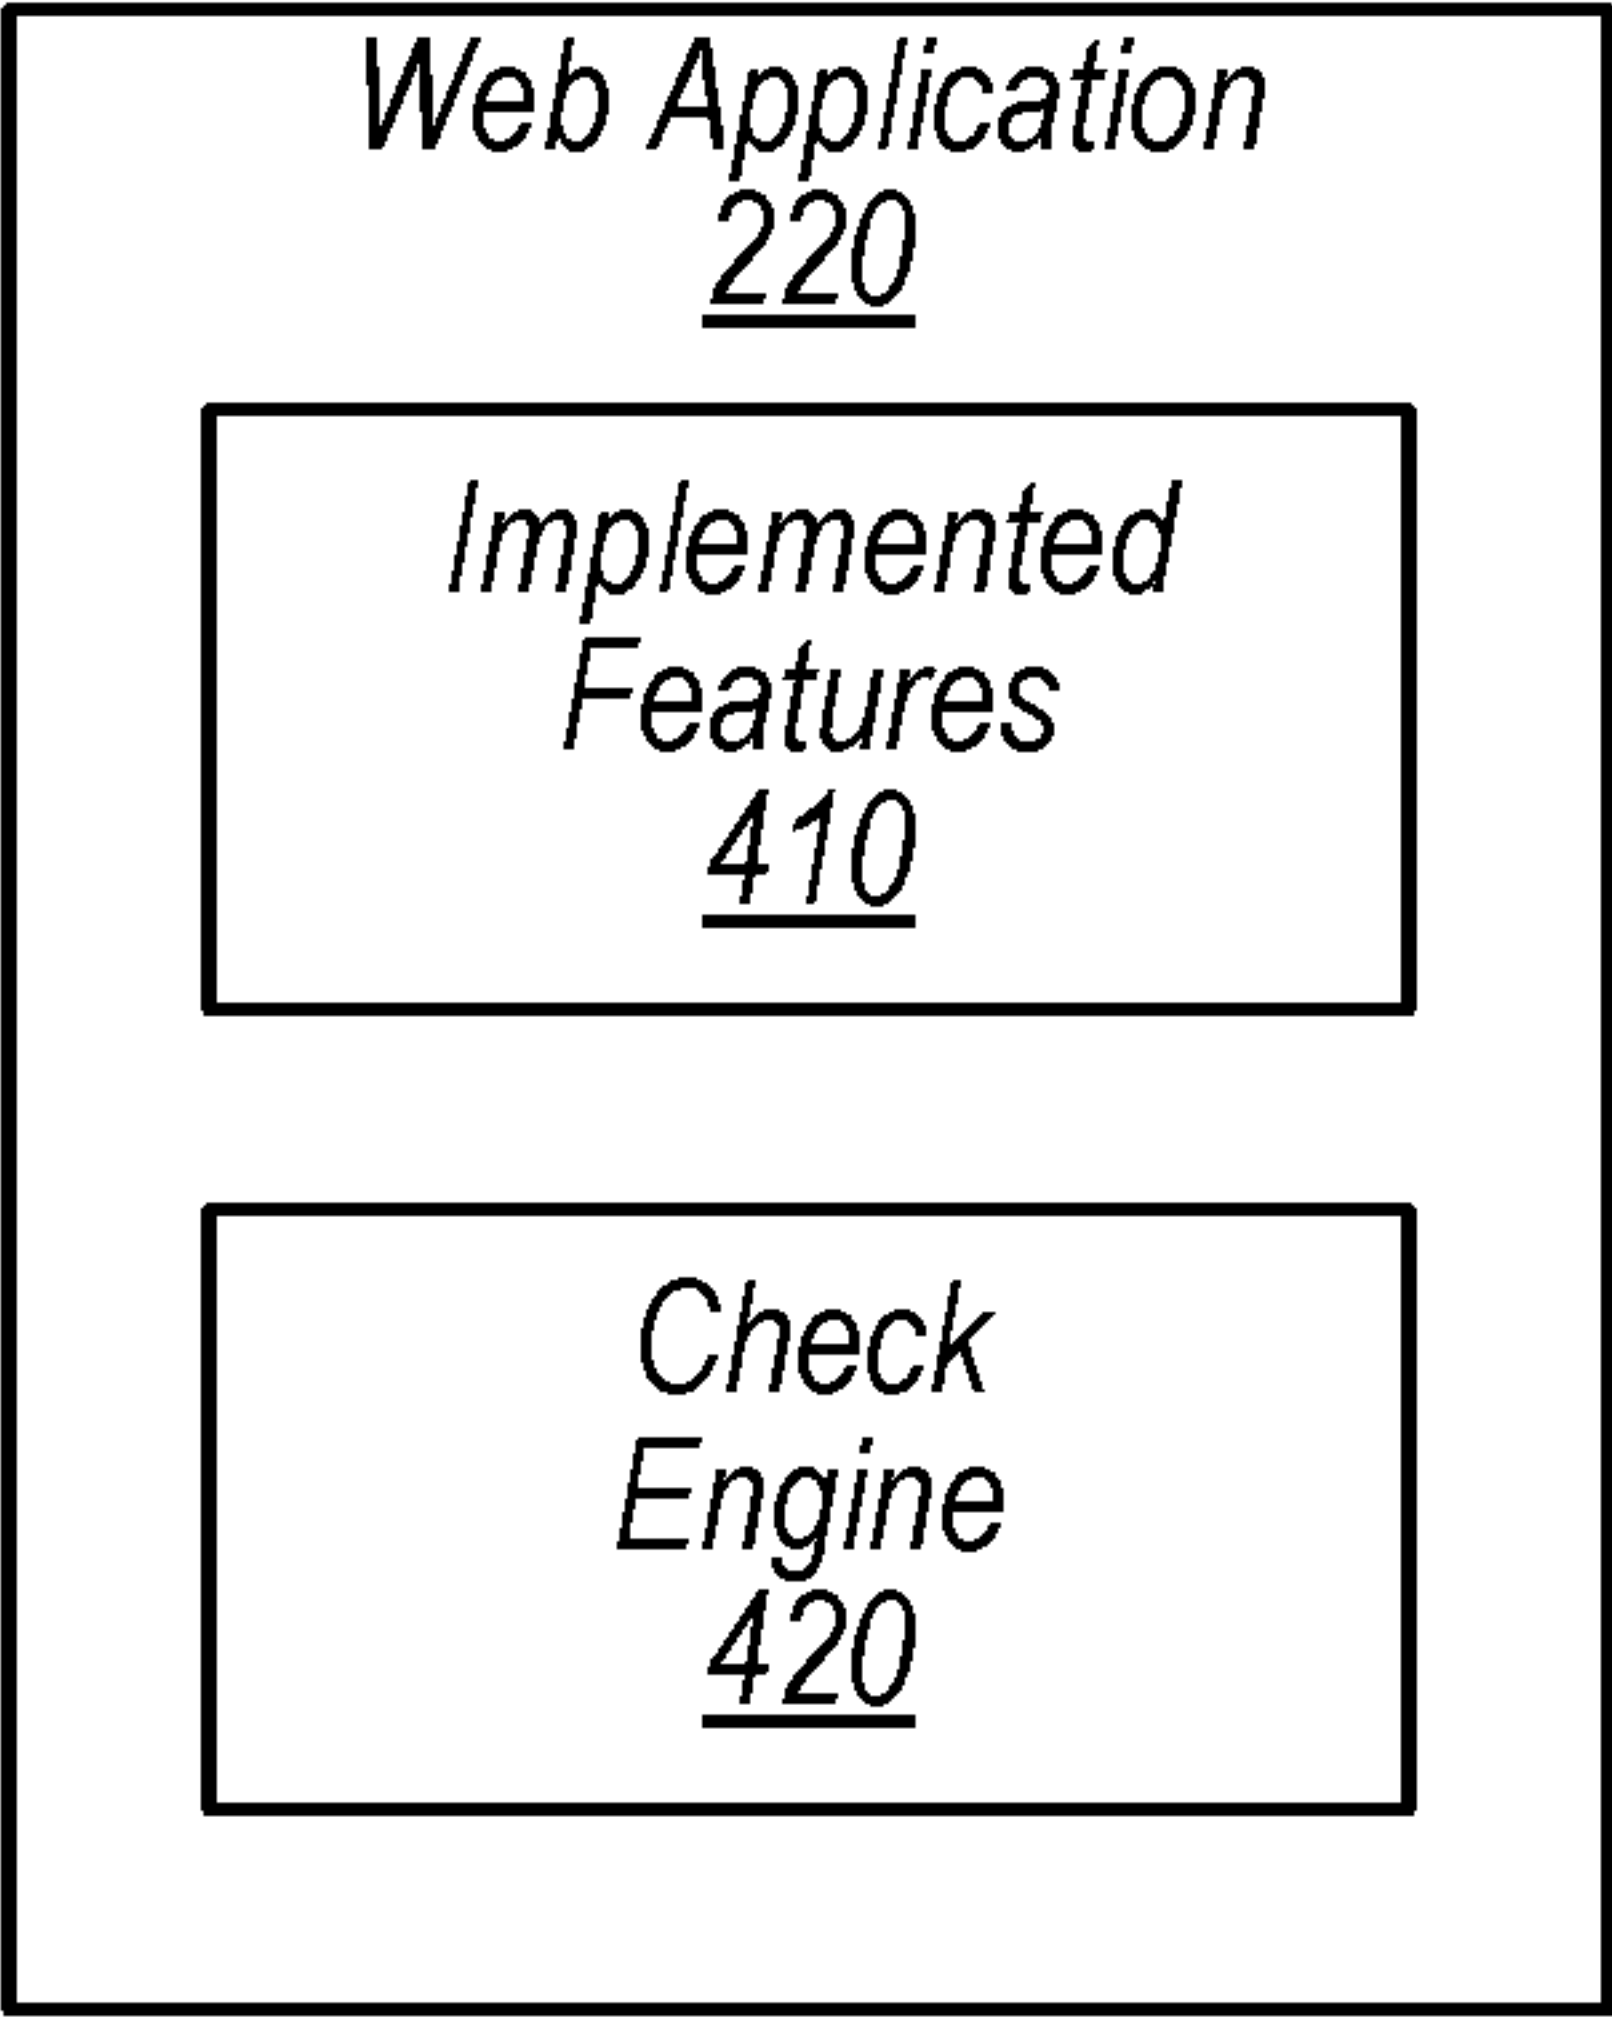 Web Application
220
Implemented
Features
410
Check
Engine
420